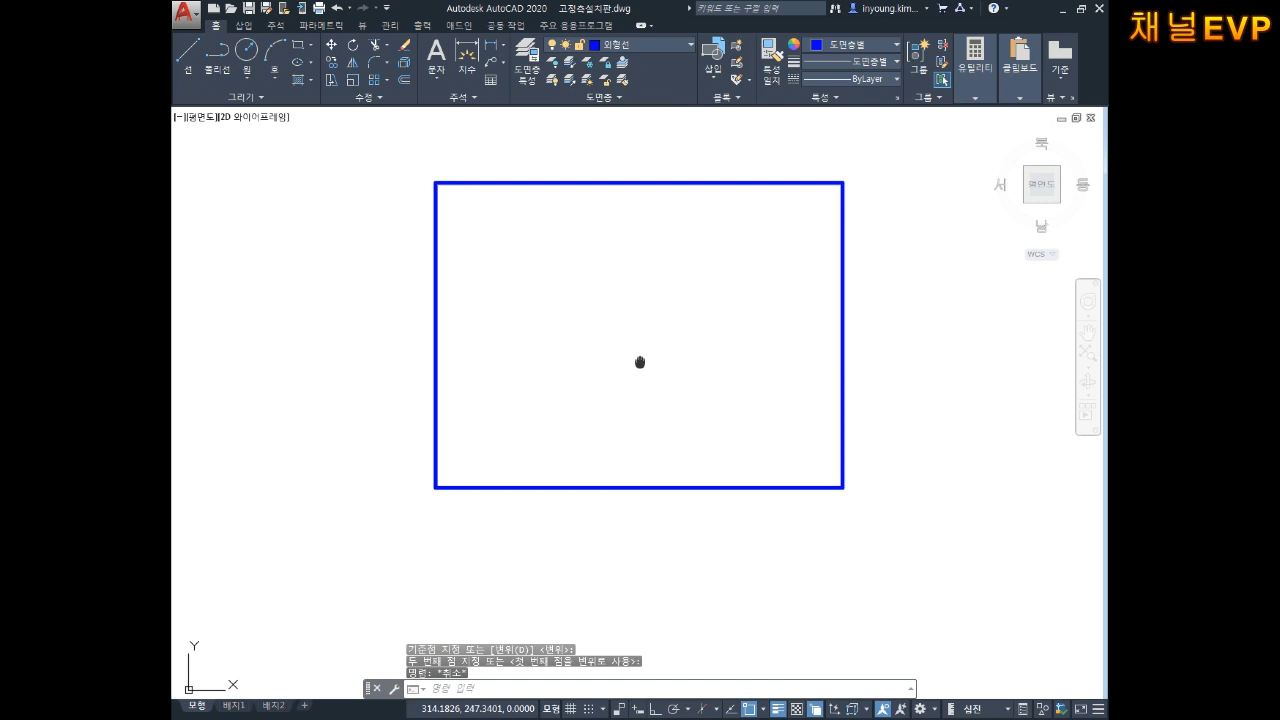 채널EVP
Autodesk AutoCAD 2020 고정측설치판.dwg
키워드 또는 구절 입력
inyoung.kim...
홈 삽입 주석 파라메트릭 뷰 관리 출력 애드인 공동 작업 주요 응용프로그램
선 폴리선 원 호
그리기
수정
문자 치수
주석
도면층 특성
외형선
도면층
삽입
블록
특성 일치
도면층별
도면층별
ByLayer
특성
그룹
그룹
유틸리티
클립보드
기준
뷰
[-][평면도][2D 와이어프레임]
북
서 평면도 동
남
WCS
기준점 지정 또는 [변위(D)] <변위>:
두 번째 점 지정 또는 <첫 번째 점을 변위로 사용>:
명령: *취소*
명령 입력
Y
X
모형 배치1 배치2 +
314.1826, 247.3401, 0.0000 모형
십진